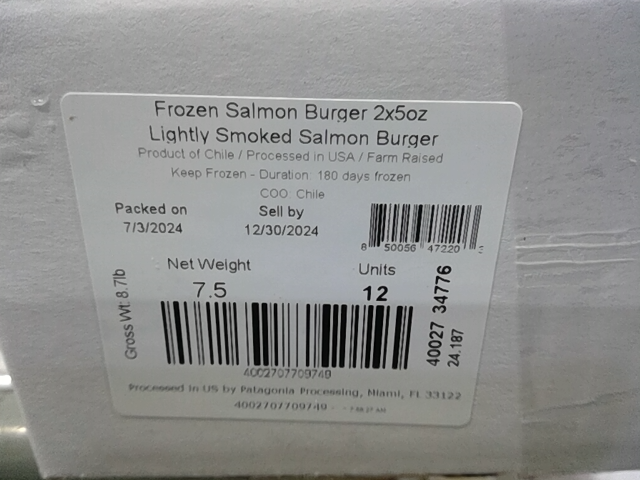 Frozen Salmon Burger 2x5oz
Lightly Smoked Salmon Burger
Product of Chile / Processed in USA / Farm Raised
Keep Frozen - Duration: 180 days frozen
COO: Chile
Packed on
7/3/2024
Sell by
12/30/2024
8 50056 47220
Net Weight
7.5
Units
12
Gross Wt: 8.7lb
40027 34776
24.187
4002707709749
Processed in US by Patagonia Processing, Miami, FL 33122
4002707709749